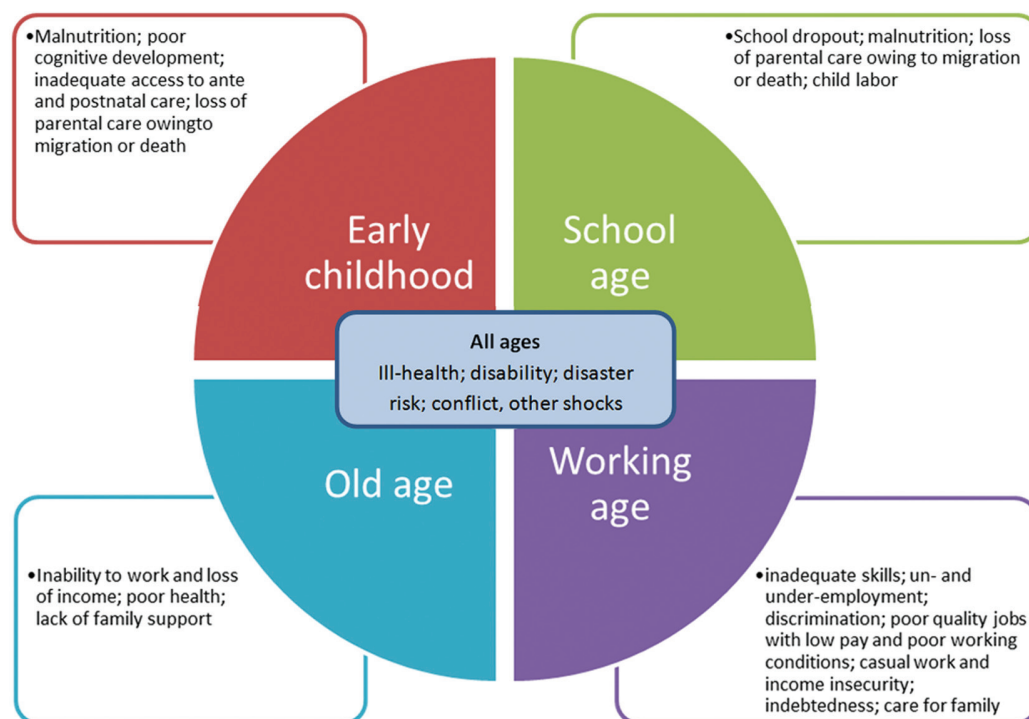 •Malnutrition; poor
cognitive development;
inadequate access to ante
and postnatal care; loss of
parental care owingto
migration or death
•School dropout; malnutrition; loss
of parental care owing to migration
or death; child labor
Early
childhood
School
age
All ages
Ill-health; disability; disaster
risk; conflict, other shocks
Old age
Working
age
•Inability to work and loss
of income; poor health;
lack of family support
•inadequate skills; un- and
under-employment;
discrimination; poor quality jobs
with low pay and poor working
conditions; casual work and
income insecurity;
indebtedness; care for family